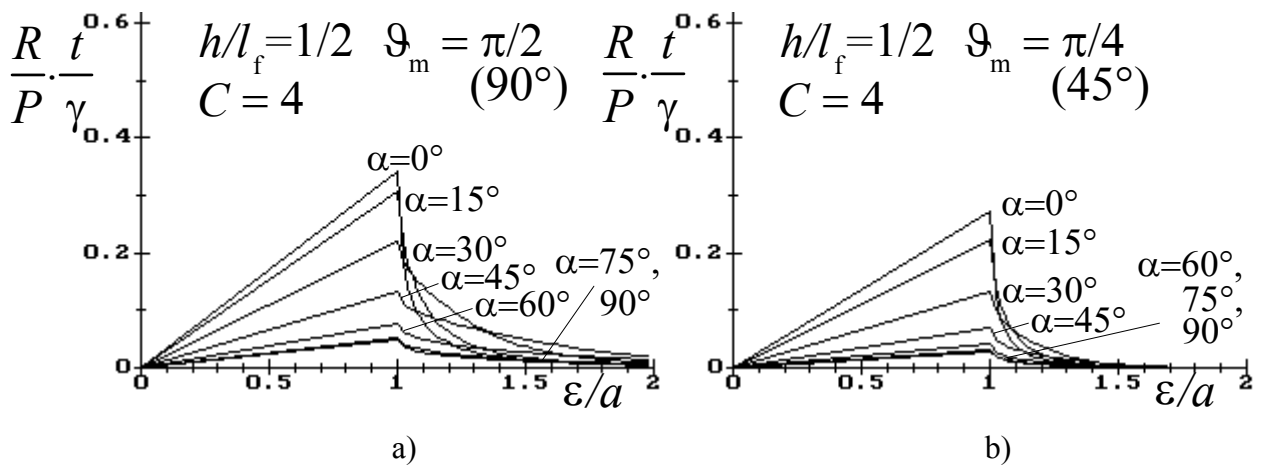 R/P · t/γ
h/l_f=1/2 ϑ_m = π/2
(90°)
C = 4
0.6
0.4
0.2
0
α=0°
α=15°
α=30°
α=45°
α=60°
α=75°,
90°
0 0.5 1 1.5 2
ε/a
a)
R/P · t/γ
h/l_f=1/2 ϑ_m = π/4
(45°)
C = 4
0.6
0.4
0.2
0
α=0°
α=15°
α=30°
α=45°
α=60°,
75°,
90°
0 0.5 1 1.5 2
ε/a
b)